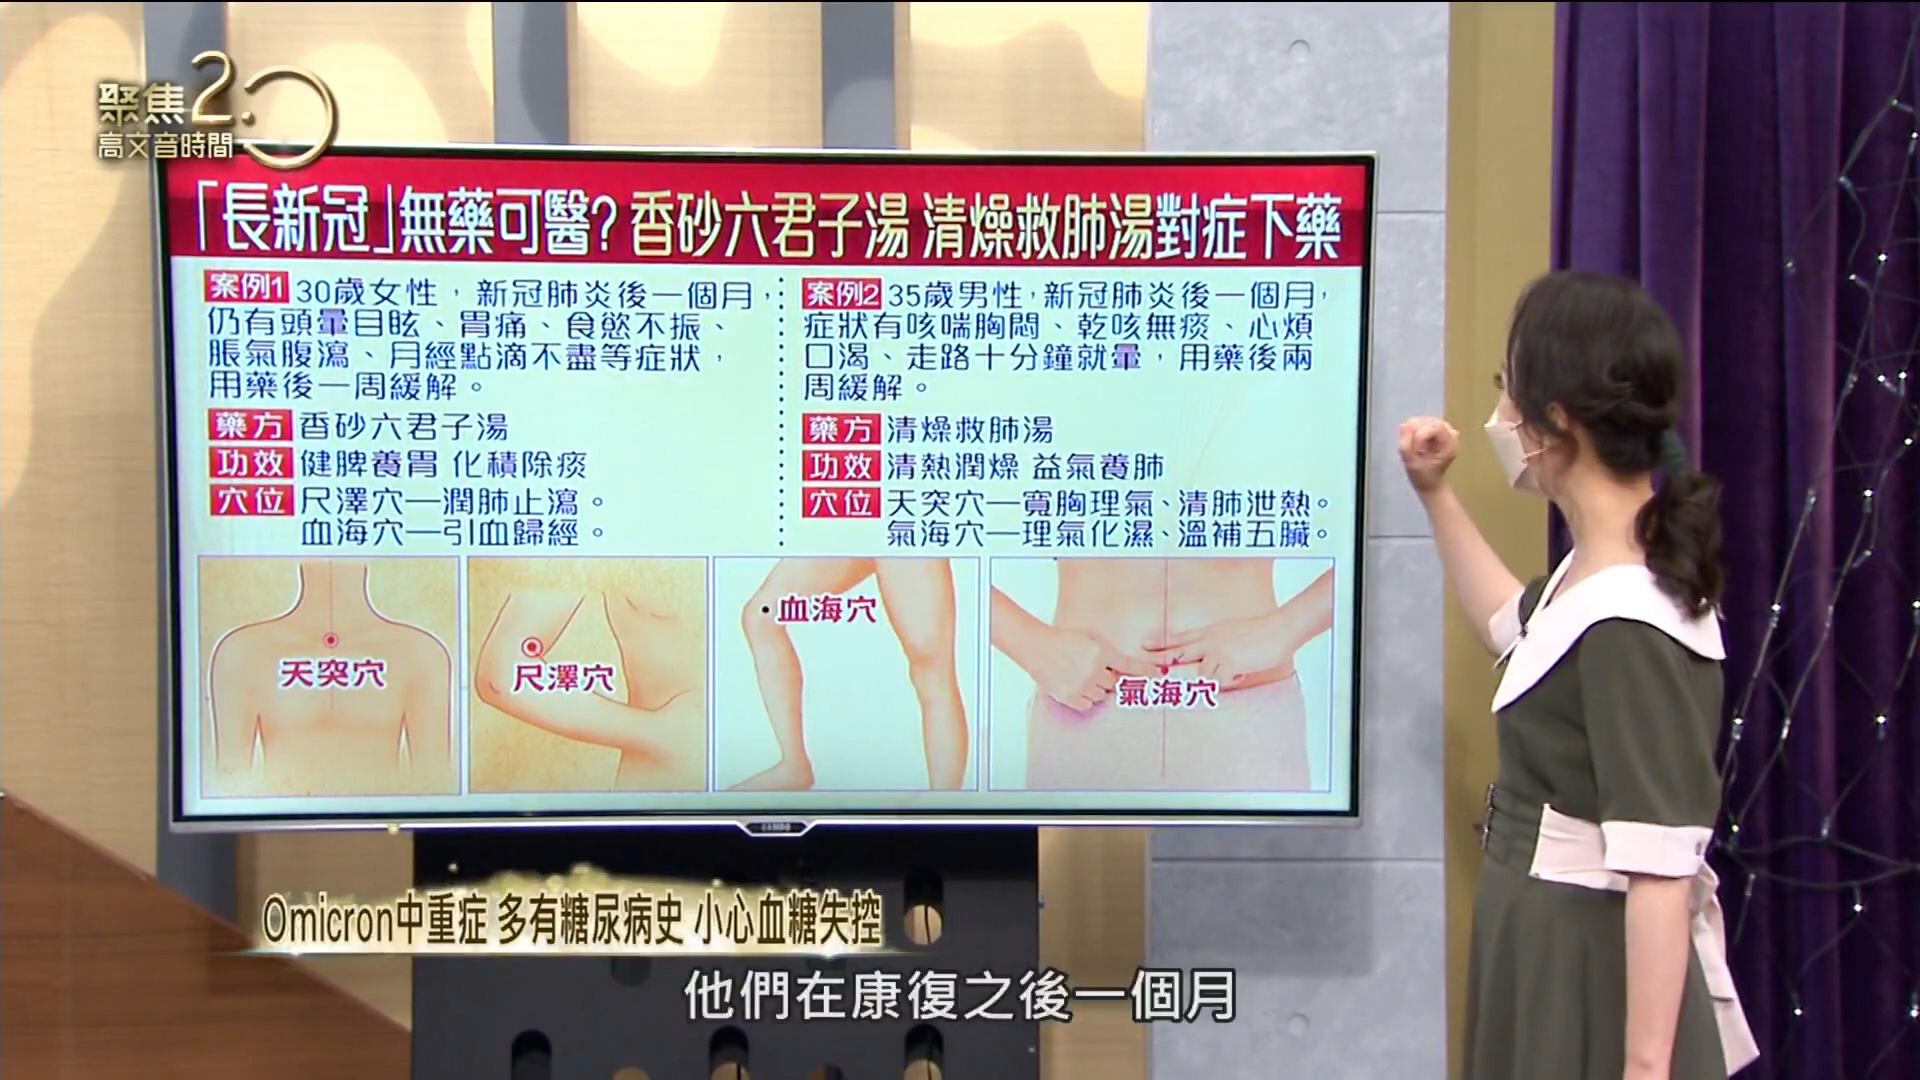 聚焦2.0
高文音時間
「長新冠」無藥可醫?香砂六君子湯 清燥救肺湯對症下藥
案例1 30歲女性，新冠肺炎後一個月，
仍有頭暈目眩、胃痛、食慾不振、
脹氣腹瀉、月經點滴不盡等症狀，
用藥後一周緩解。
藥方 香砂六君子湯
功效 健脾養胃 化積除痰
穴位 尺澤穴—潤肺止瀉。
血海穴—引血歸經。
案例2 35歲男性，新冠肺炎後一個月，
症狀有咳喘胸悶、乾咳無痰、心煩
口渴、走路十分鐘就暈，用藥後兩
周緩解。
藥方 清燥救肺湯
功效 清熱潤燥 益氣養肺
穴位 天突穴—寬胸理氣、清肺泄熱。
氣海穴—理氣化濕、溫補五臟。
天突穴
尺澤穴
血海穴
氣海穴
SAMPO
Omicron中重症 多有糖尿病史 小心血糖失控
他們在康復之後一個月